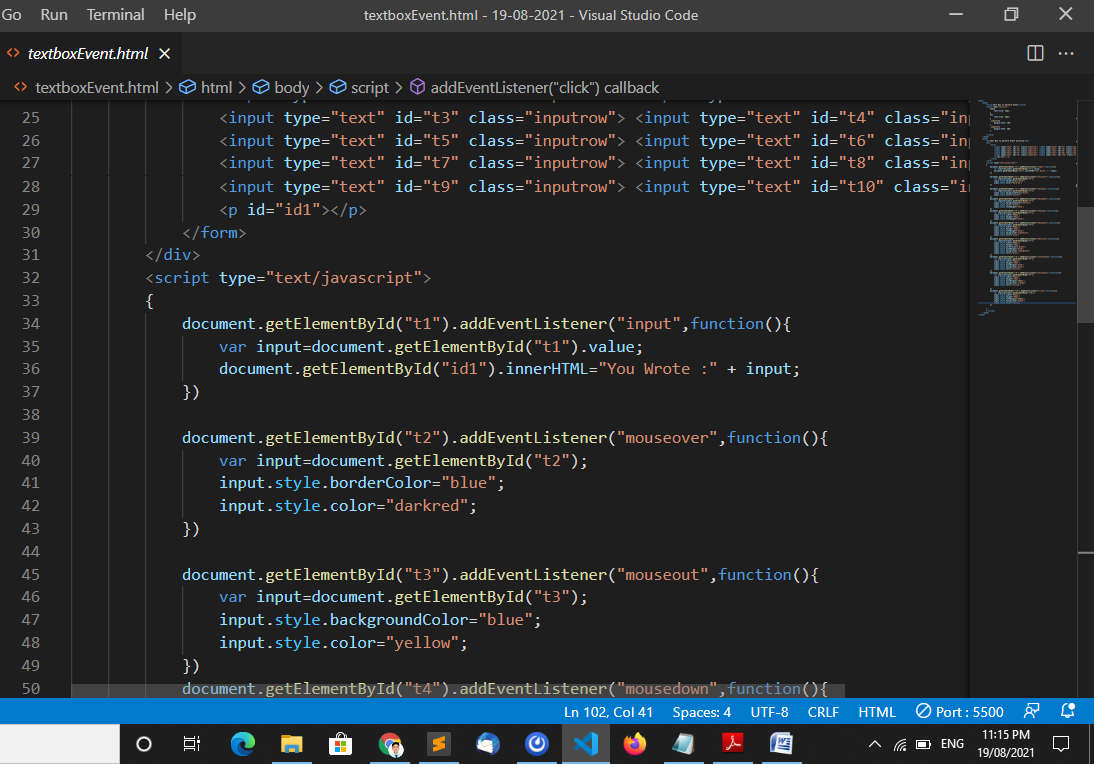 Go Run Terminal Help textboxEvent.html - 19-08-2021 - Visual Studio Code
textboxEvent.html
textboxEvent.html > html > body > script > addEventListener("click") callback
25 <input type="text" id="t3" class="inputrow"> <input type="text" id="t4" class="in
26 <input type="text" id="t5" class="inputrow"> <input type="text" id="t6" class="in
27 <input type="text" id="t7" class="inputrow"> <input type="text" id="t8" class="in
28 <input type="text" id="t9" class="inputrow"> <input type="text" id="t10" class="i
29 <p id="id1"></p>
30 </form>
31 </div>
32 <script type="text/javascript">
33 {
34 document.getElementById("t1").addEventListener("input",function(){
35 var input=document.getElementById("t1").value;
36 document.getElementById("id1").innerHTML="You Wrote :" + input;
37 })
38
39 document.getElementById("t2").addEventListener("mouseover",function(){
40 var input=document.getElementById("t2");
41 input.style.borderColor="blue";
42 input.style.color="darkred";
43 })
44
45 document.getElementById("t3").addEventListener("mouseout",function(){
46 var input=document.getElementById("t3");
47 input.style.backgroundColor="blue";
48 input.style.color="yellow";
49 })
50 document.getElementById("t4").addEventListener("mousedown",function(){
Ln 102, Col 41 Spaces: 4 UTF-8 CRLF HTML Port : 5500
ENG 11:15 PM
19/08/2021